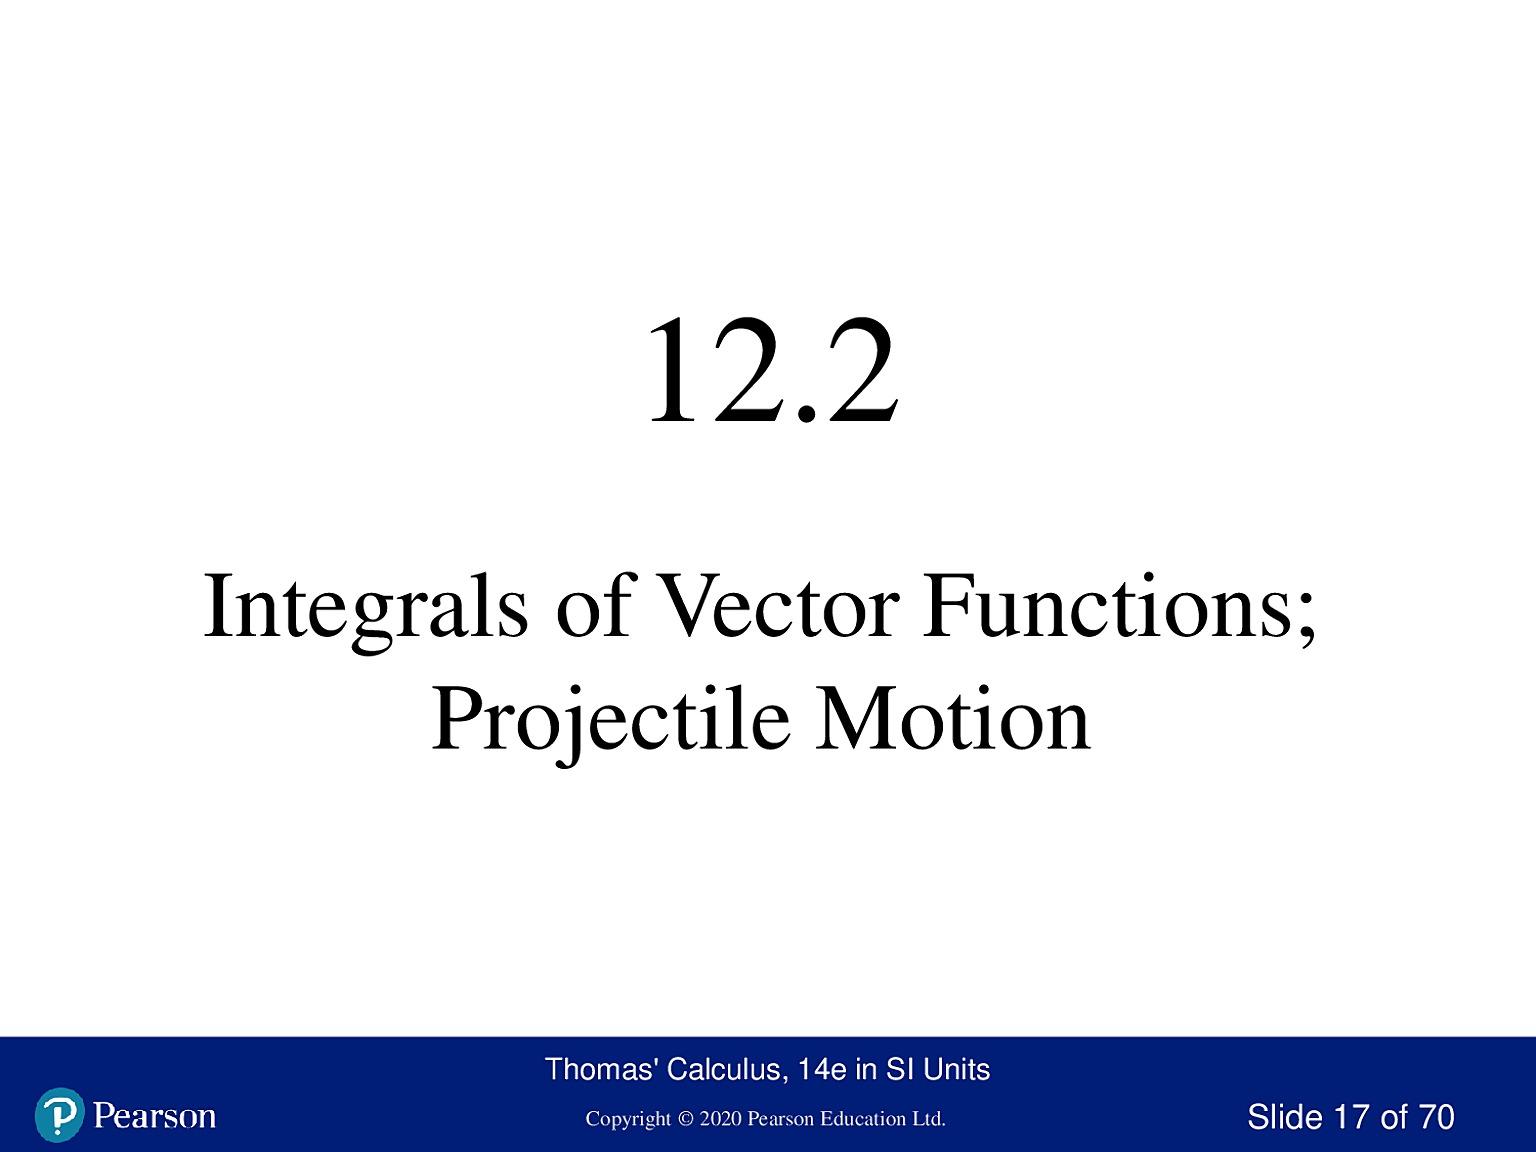 12.2
Integrals of Vector Functions;
Projectile Motion
Thomas' Calculus, 14e in SI Units
Pearson
Copyright © 2020 Pearson Education Ltd.
Slide 17 of 70